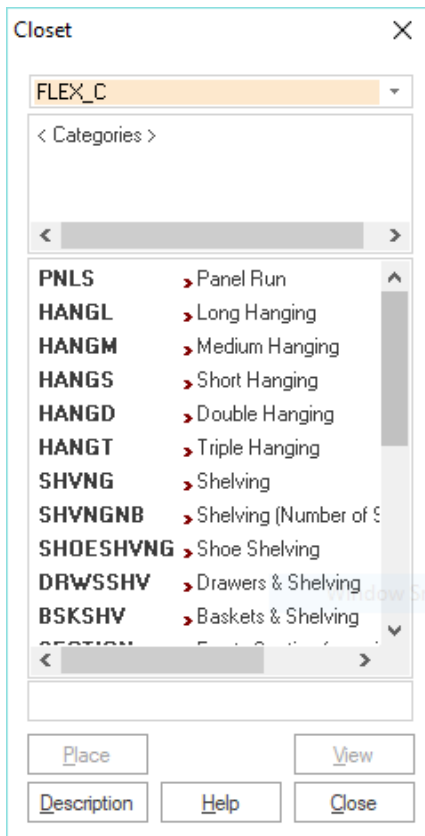 Closet
FLEX_C
< Categories >
PNLS Panel Run
HANGL Long Hanging
HANGM Medium Hanging
HANGS Short Hanging
HANGD Double Hanging
HANGT Triple Hanging
SHVNG Shelving
SHVNGNB Shelving (Number of S
SHOESHVNG Shoe Shelving
DRWSSHV Drawers & Shelving
Window Sn
BSKSHV Baskets & Shelving
Place View
Description Help Close